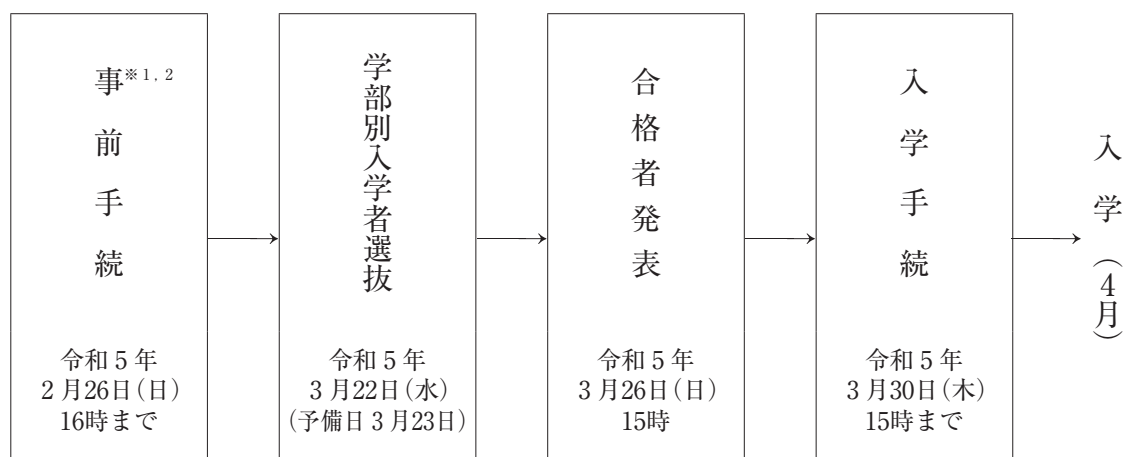 事※1,2前手続
令和5年
2月26日(日)
16時まで
学部別入学者選抜
令和5年
3月22日(水)
(予備日3月23日)
合格者発表
令和5年
3月26日(日)
15時
入学手続
令和5年
3月30日(木)
15時まで
入学(4月)